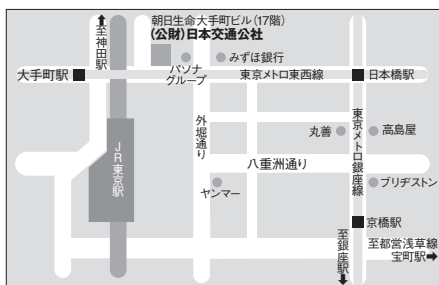 至神田駅
朝日生命大手町ビル(17階)
(公財)日本交通公社
パソナ
グループ
みずほ銀行
大手町駅
東京メトロ東西線
日本橋駅
外堀通り
丸善
高島屋
東京メトロ銀座線
JR東京駅
八重洲通り
ヤンマー
ブリヂストン
京橋駅
至銀座駅
至都営浅草線
宝町駅